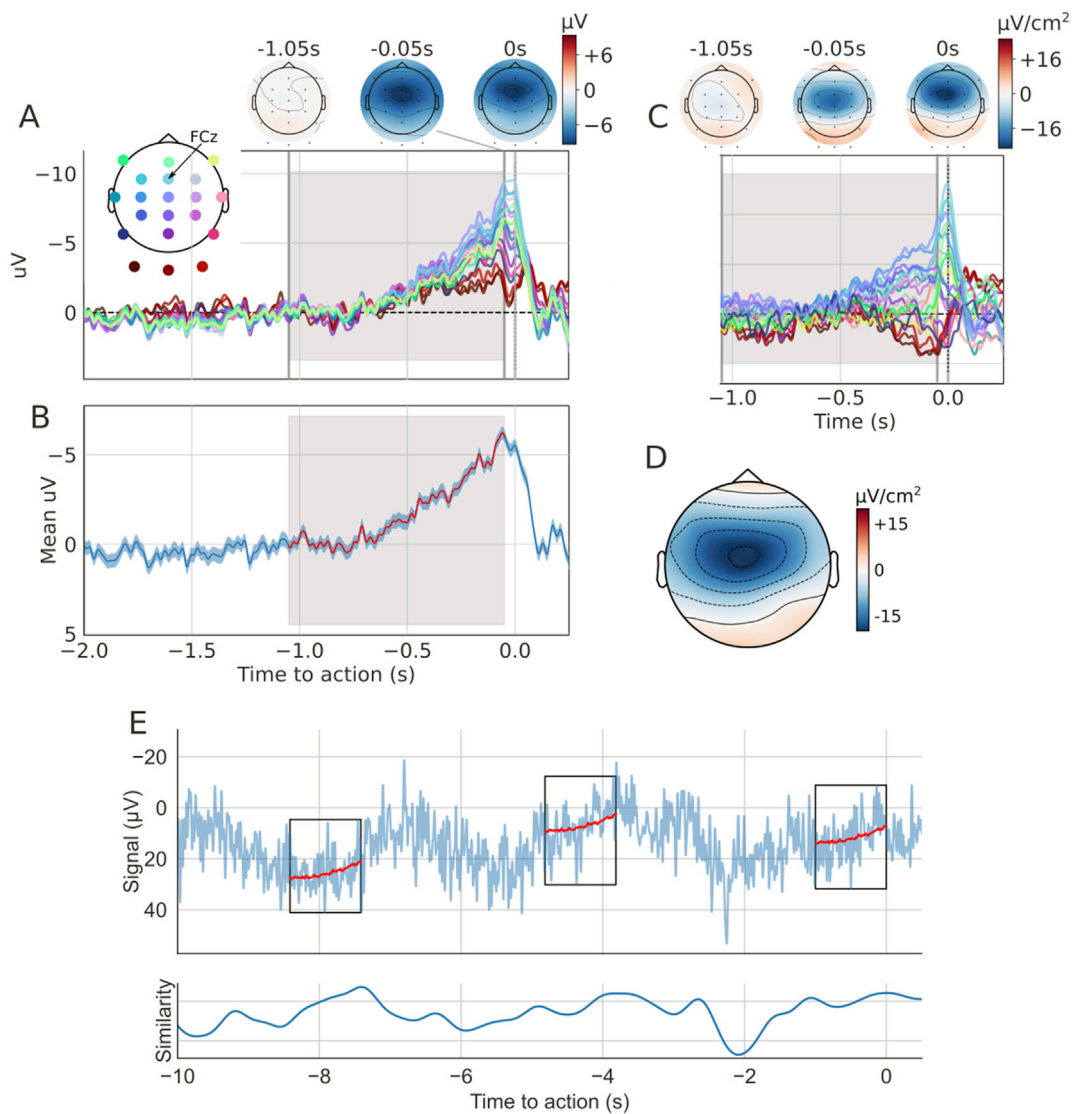 µV
-1.05s -0.05s 0s
+6
0
−6
A
FCz
−10
−5
0
uV
µV/cm²
-1.05s -0.05s 0s
+16
0
-16
C
−1.0 −0.5 0.0
Time (s)
B
−5
0
5
Mean uV
−2.0 −1.5 −1.0 −0.5 0.0
Time to action (s)
D
µV/cm²
+15
0
-15
E
−20
0
20
40
Signal (µV)
Similarity
−10 −8 −6 −4 −2 0
Time to action (s)